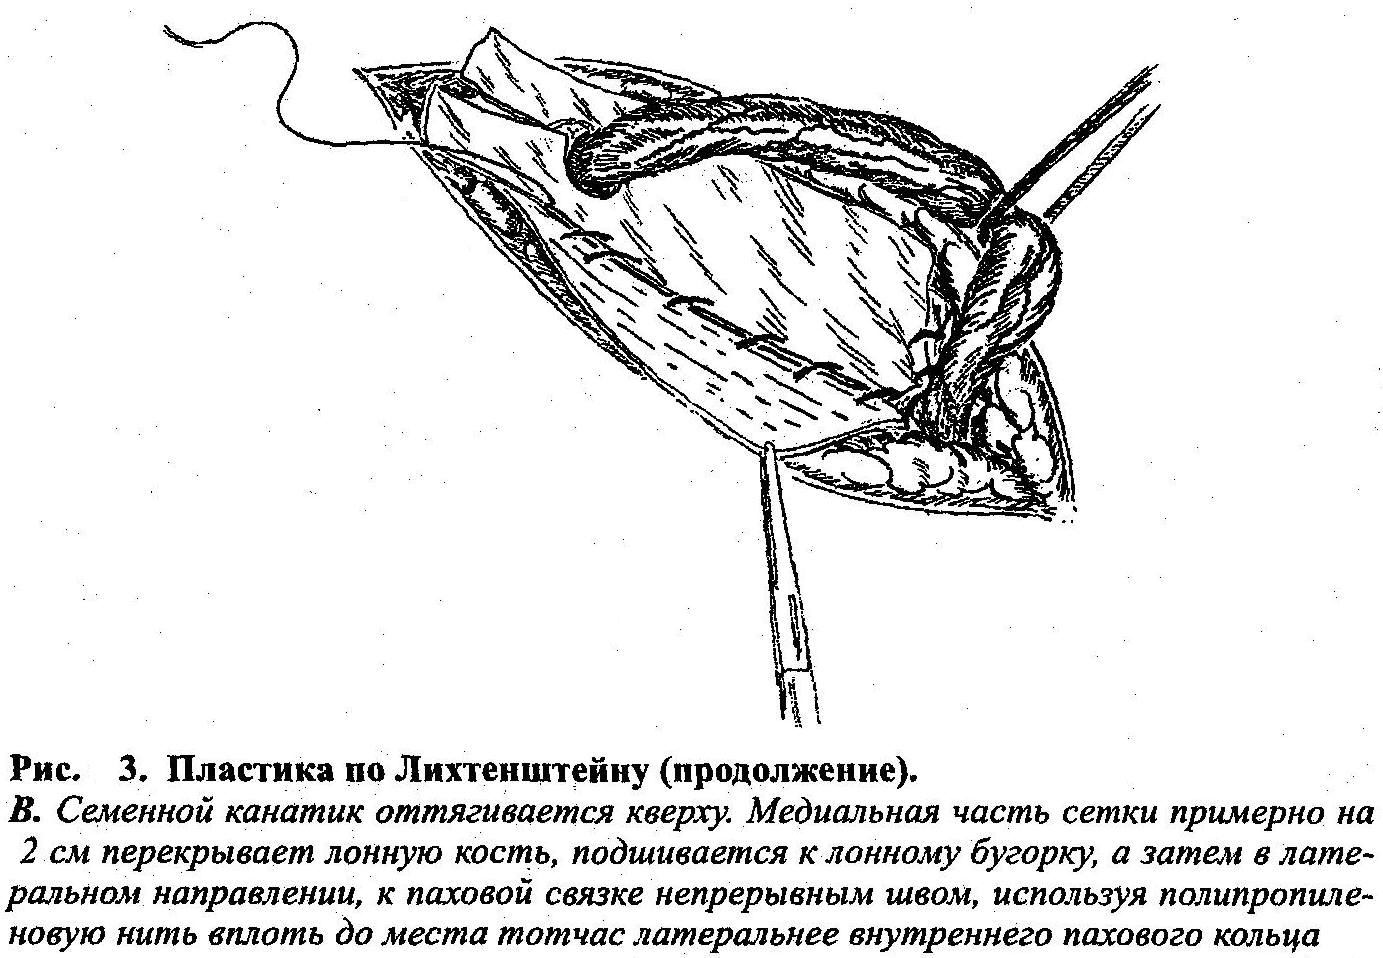 Рис. 3. Пластика по Лихтенштейну (продолжение).
В. Семенной канатик оттягивается кверху. Медиальная часть сетки примерно на
2 см перекрывает лонную кость, подшивается к лонному бугорку, а затем в лате-
ральном направлении, к паховой связке непрерывным швом, используя полипропиле-
новую нить вплоть до места тотчас латеральнее внутреннего пахового кольца